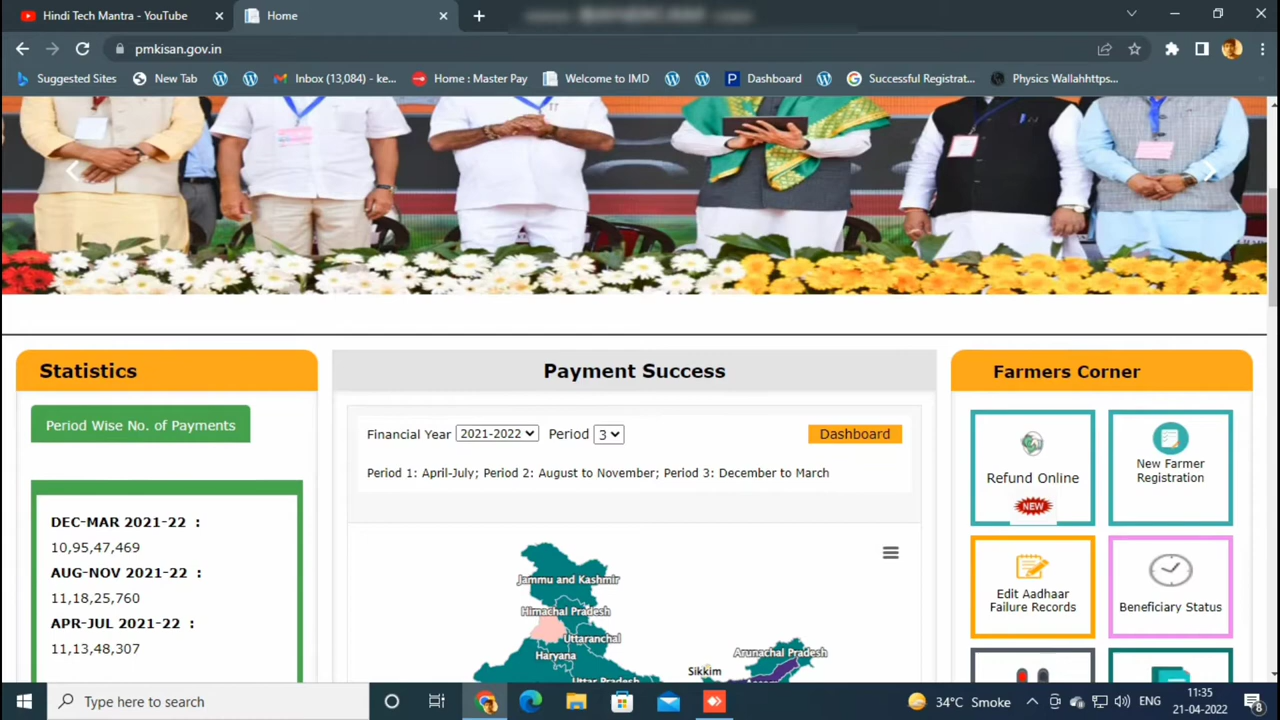 Hindi Tech Mantra - YouTube
Home
pmkisan.gov.in
Suggested Sites
New Tab
Inbox (13,084) - ke...
Home : Master Pay
Welcome to IMD
P
Dashboard
Successful Registrat...
Physics Wallahhttps...
Statistics
Period Wise No. of Payments
DEC-MAR 2021-22 :
10,95,47,469
AUG-NOV 2021-22 :
11,18,25,760
APR-JUL 2021-22 :
11,13,48,307
Payment Success
Financial Year 2021-2022 Period 3
Dashboard
Period 1: April-July; Period 2: August to November; Period 3: December to March
Jammu and Kashmir
Himachal Pradesh
Uttaranchal
Haryana
Sikkim
Arunachal Pradesh
Farmers Corner
Refund Online
NEW
New Farmer
Registration
Edit Aadhaar
Failure Records
Beneficiary Status
Type here to search
34°C Smoke
ENG
11:35
21-04-2022
8